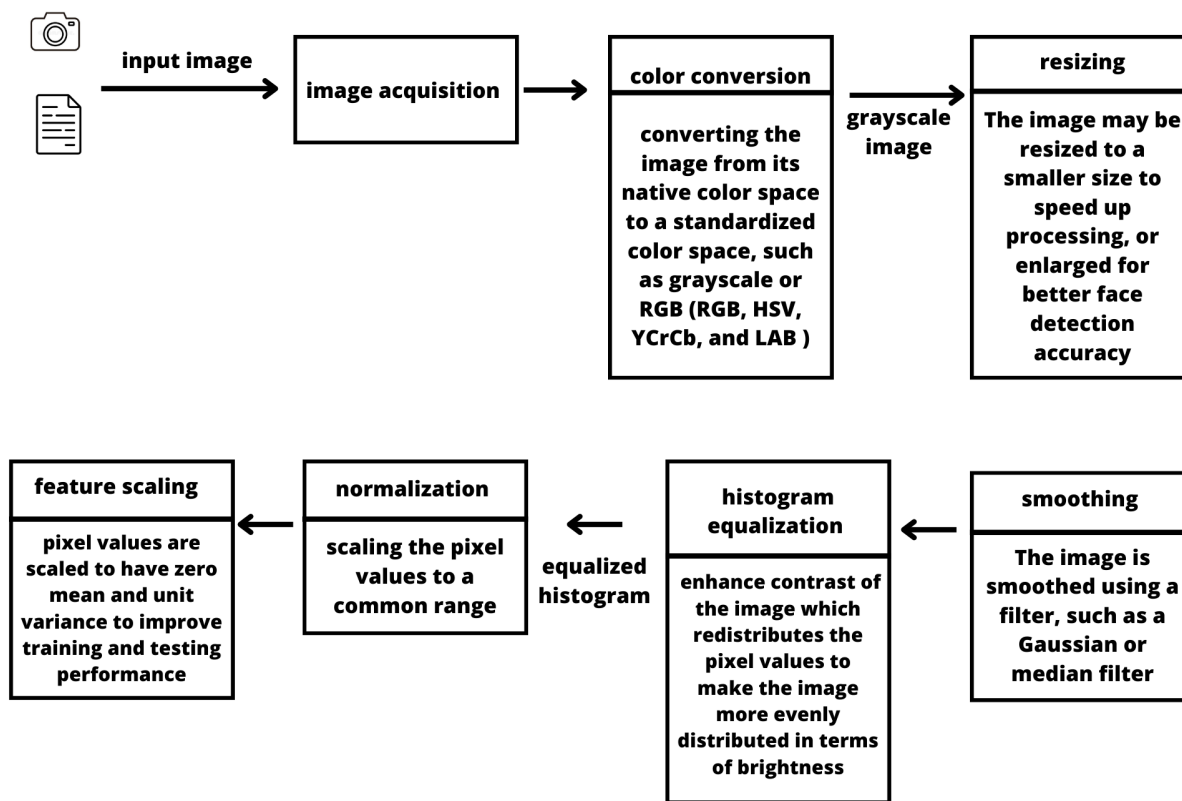 input image
image acquisition
color conversion
converting the
image from its
native color space
to a standardized
color space, such
as grayscale or
RGB (RGB, HSV,
YCrCb, and LAB )
grayscale
image
resizing
The image may be
resized to a
smaller size to
speed up
processing, or
enlarged for
better face
detection
accuracy
smoothing
The image is
smoothed using a
filter, such as a
Gaussian or
median filter
histogram
equalization
enhance contrast of
the image which
redistributes the
pixel values to
make the image
more evenly
distributed in terms
of brightness
equalized
histogram
normalization
scaling the pixel
values to a
common range
feature scaling
pixel values are
scaled to have zero
mean and unit
variance to improve
training and testing
performance